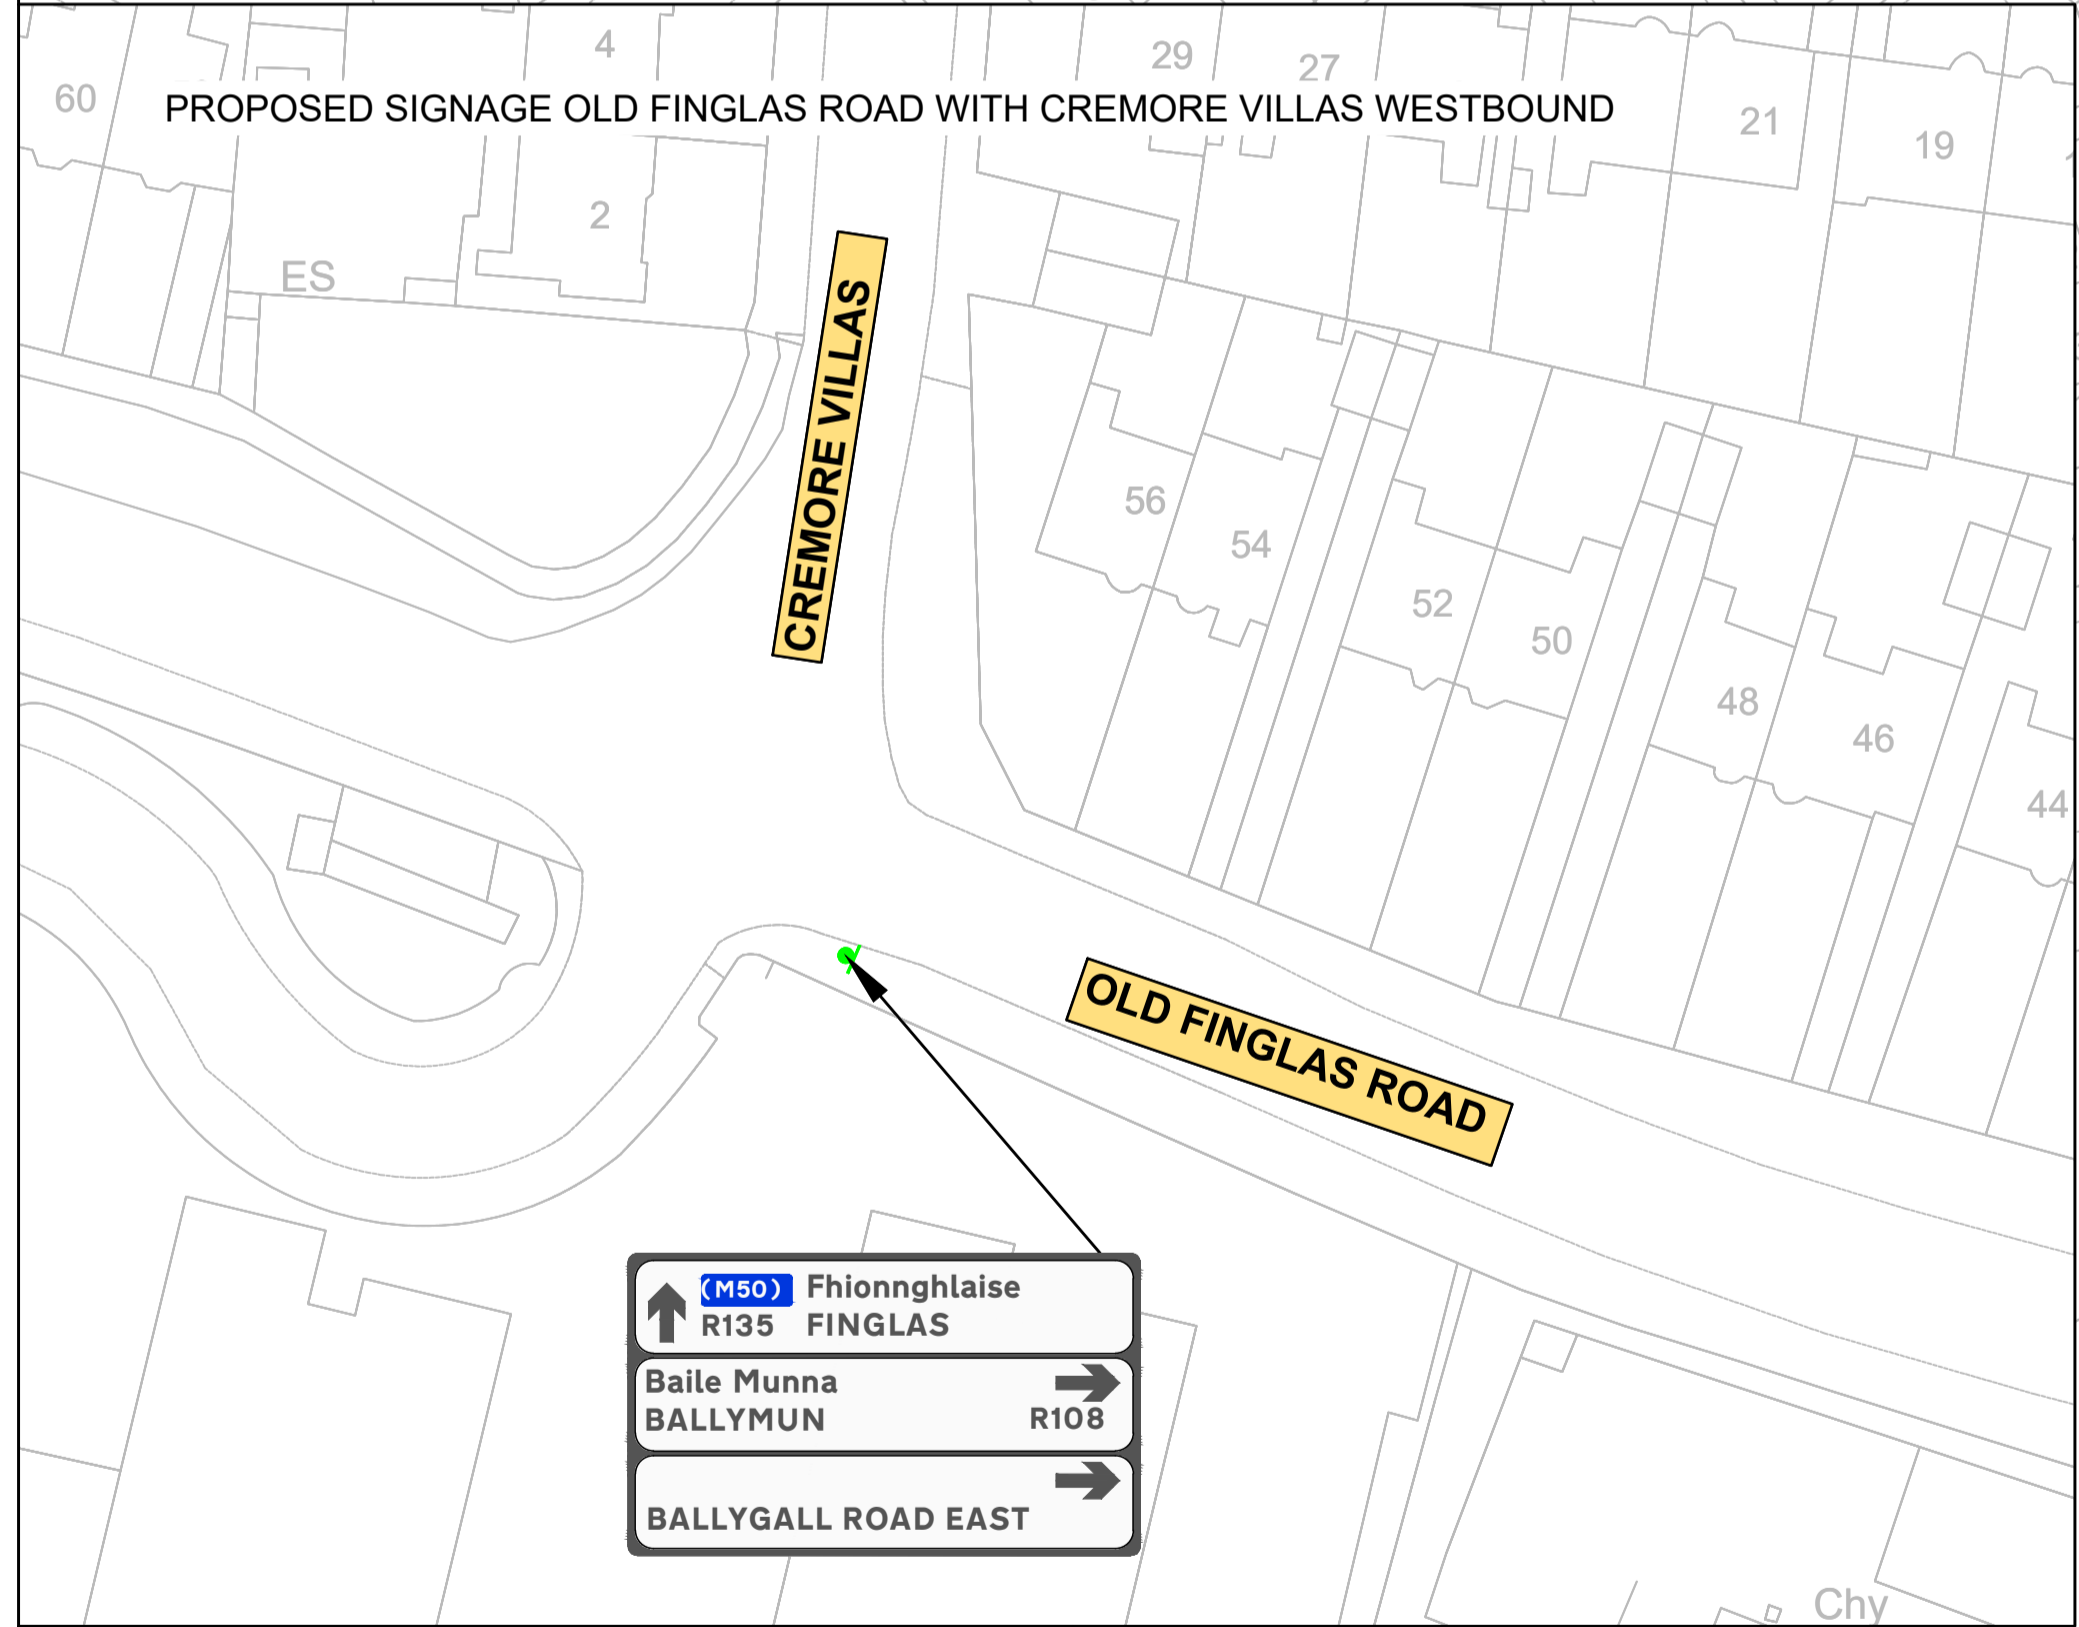 4
29
27
60
PROPOSED SIGNAGE OLD FINGLAS ROAD WITH CREMORE VILLAS WESTBOUND
21
19
2
ES
CREMORE VILLAS
56
54
52
50
48
46
44
OLD FINGLAS ROAD
(M50) Fhionnghlaise
R135 FINGLAS
Baile Munna
BALLYMUN R108
BALLYGALL ROAD EAST
Chy